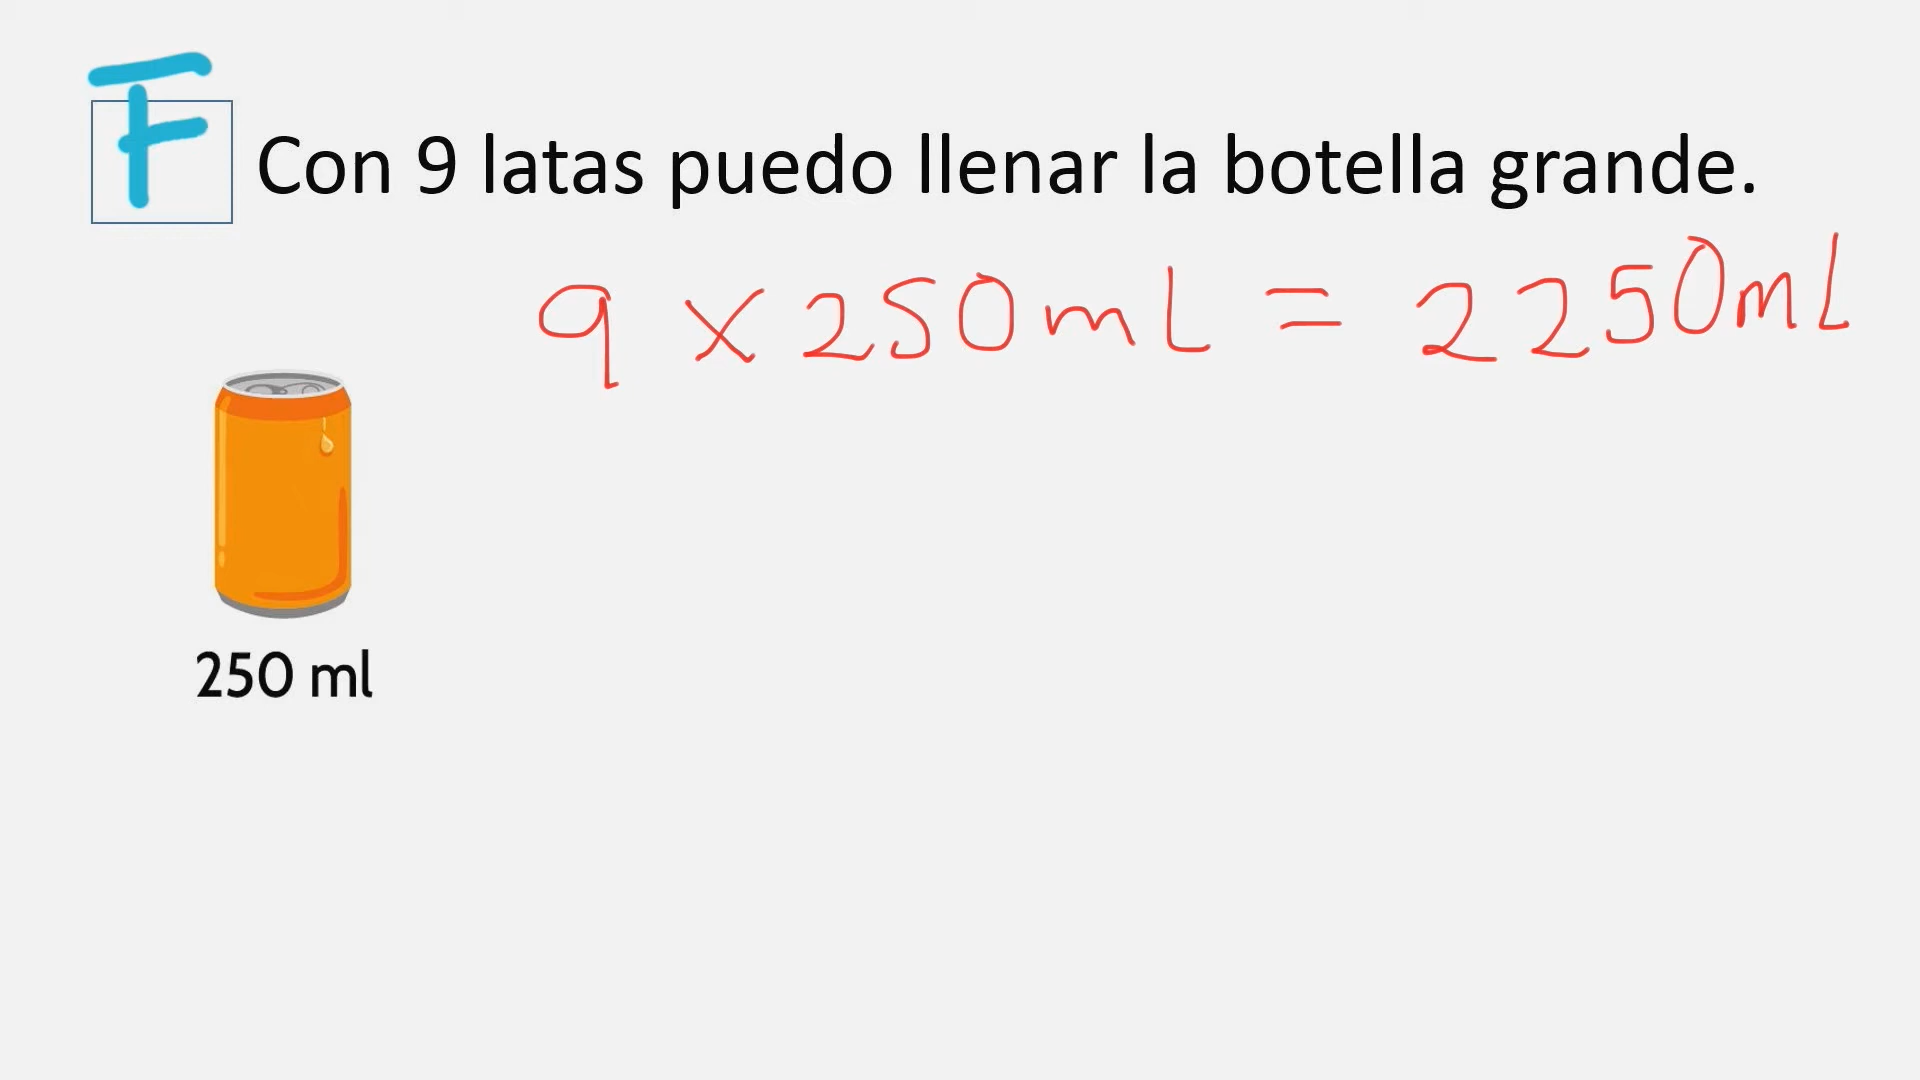 F Con 9 latas puedo llenar la botella grande.
9 x 250mL = 2250mL
250 ml